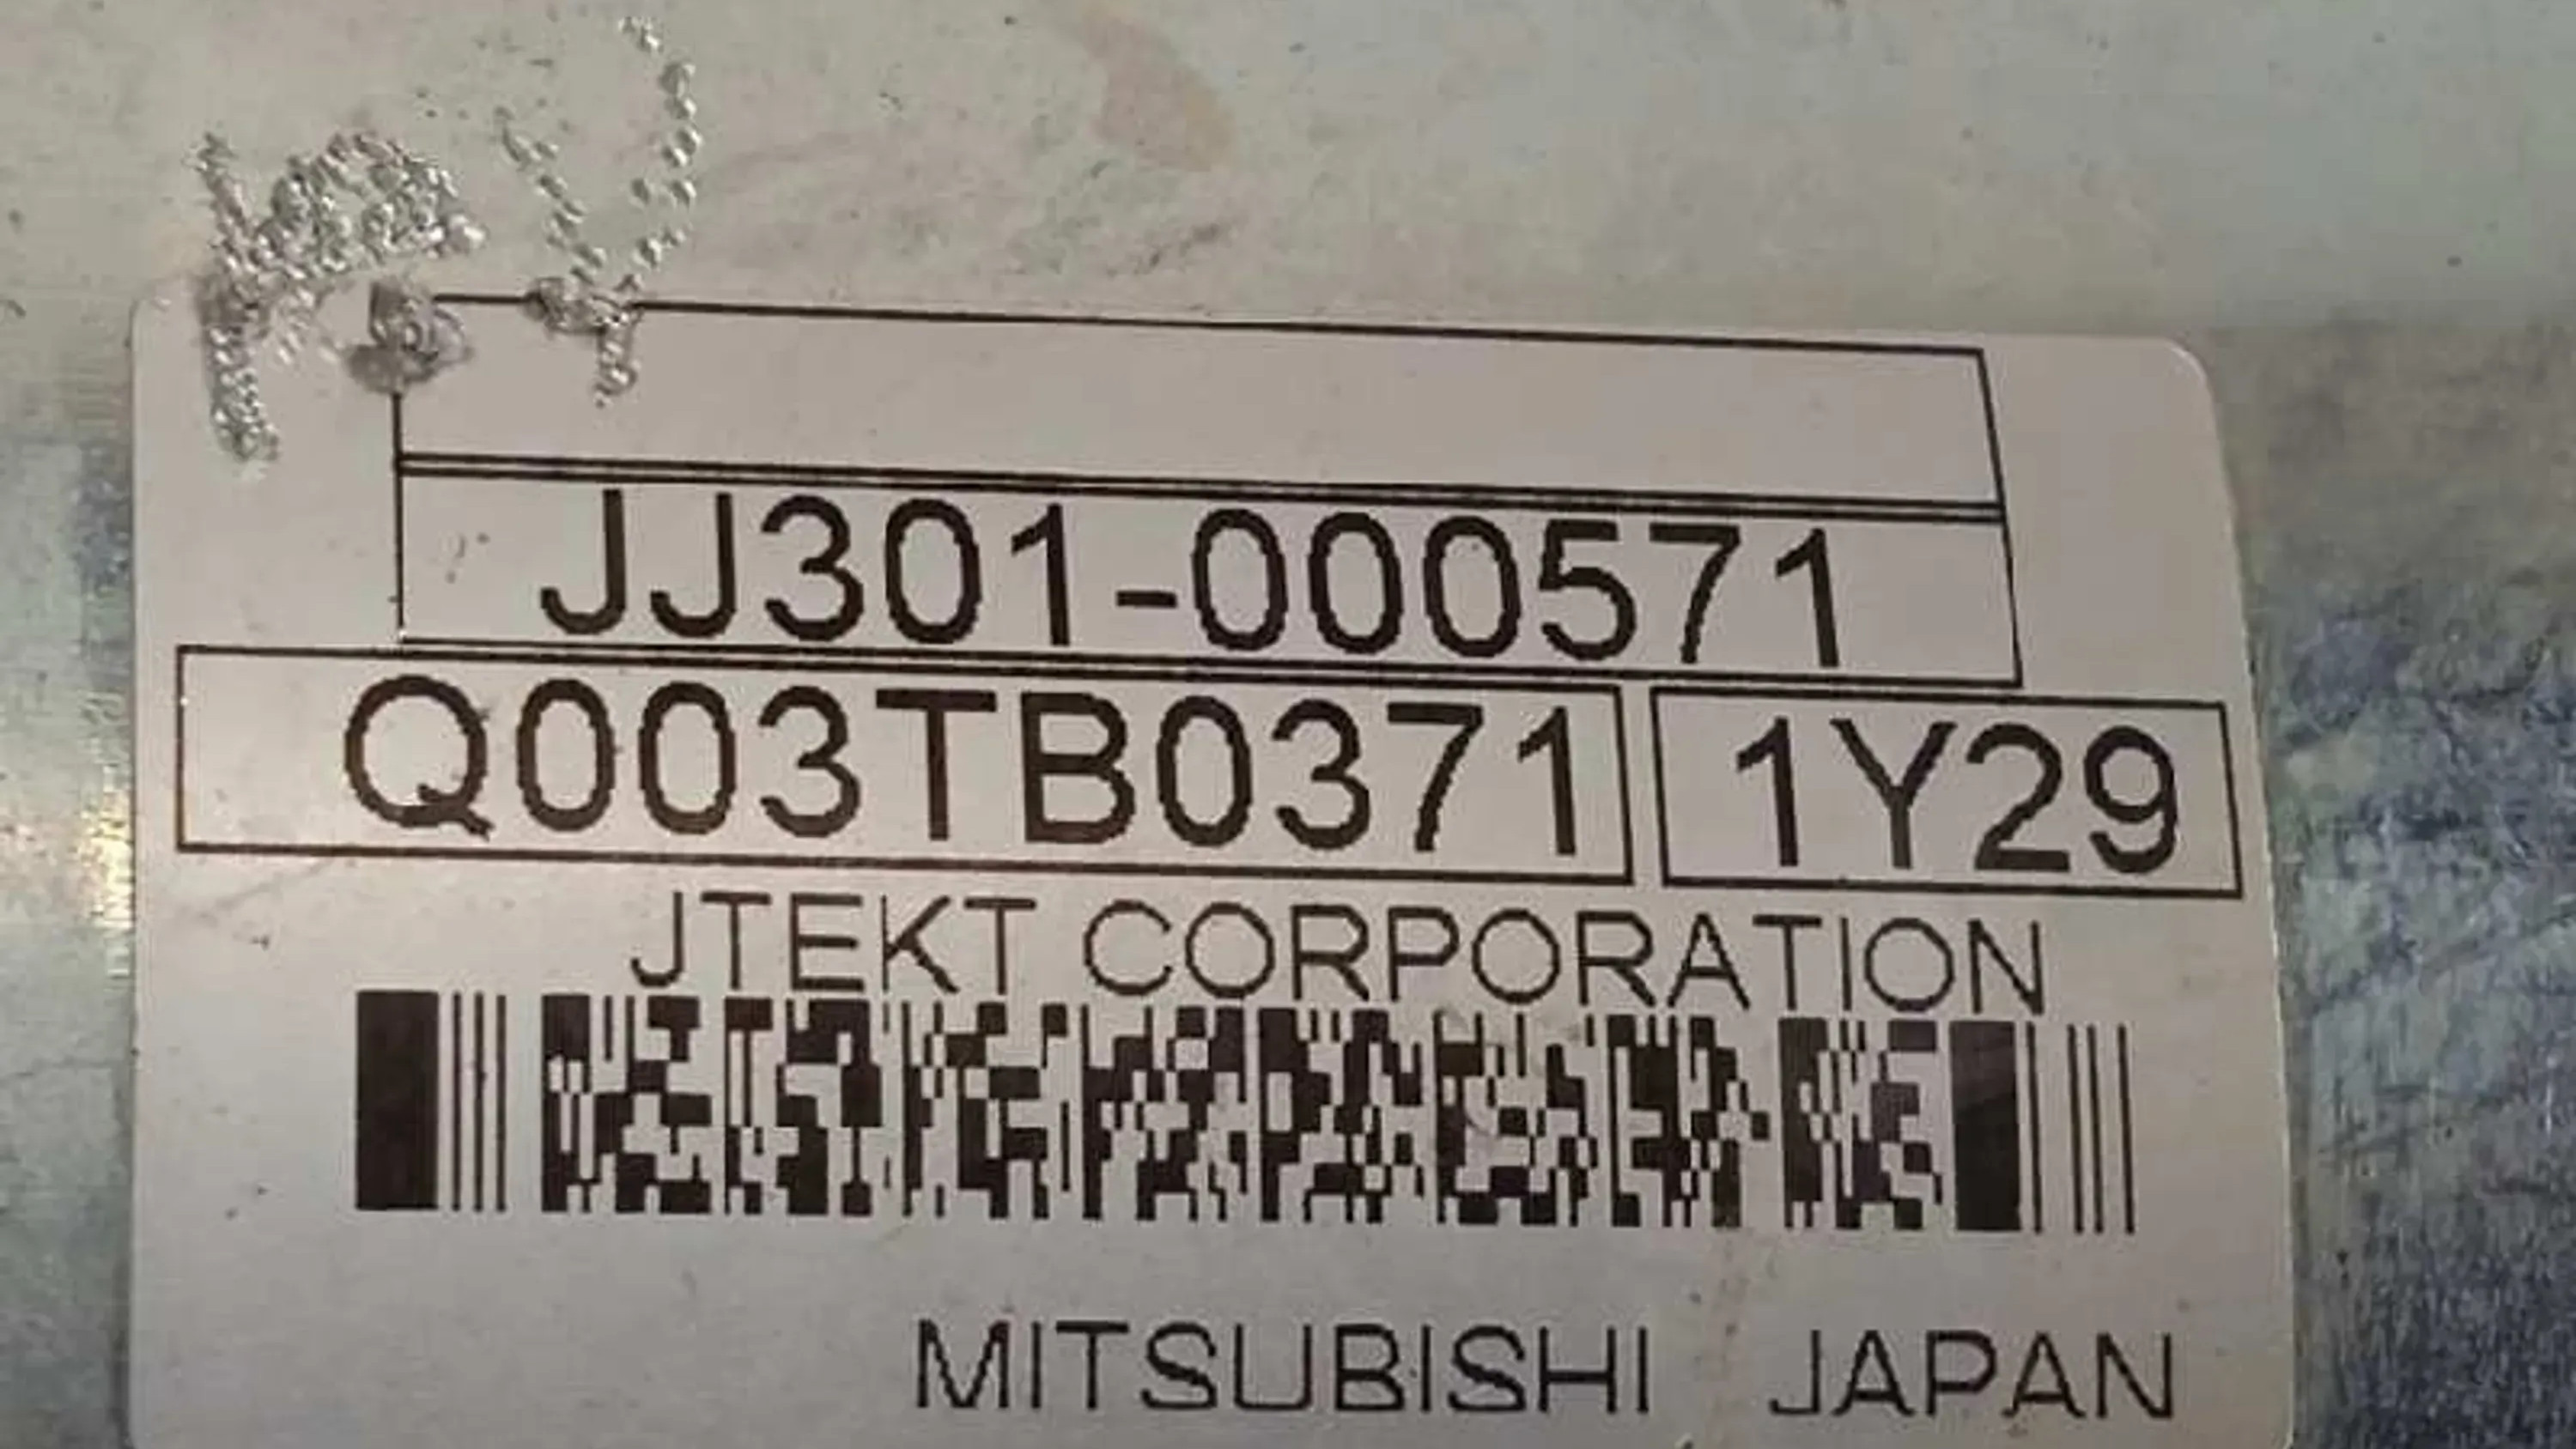 JJ301-000571
Q003TB0371 1Y29
JTEKT CORPORATION
MITSUBISHI JAPAN